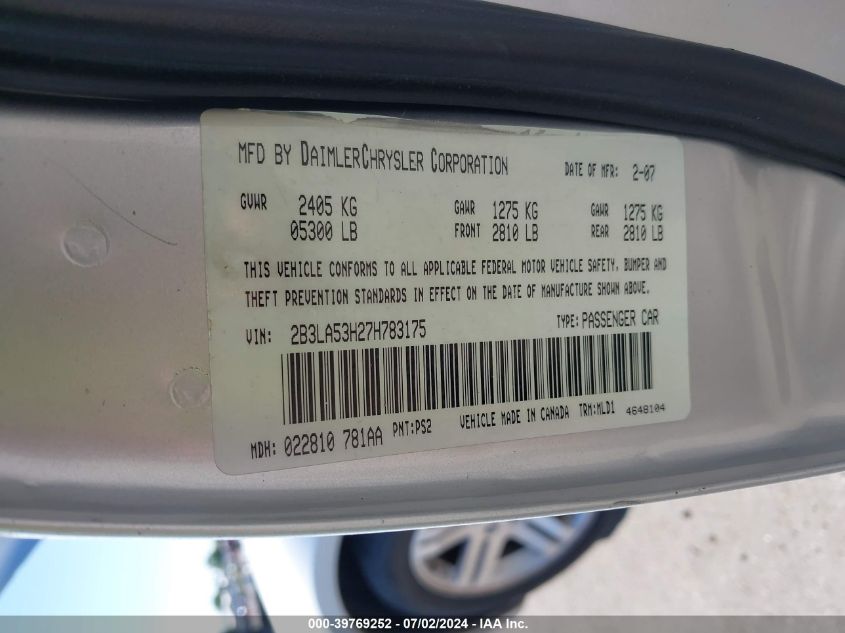 MFD BY DAIMLERCHRYSLER CORPORATION DATE OF MFR: 2-07
GVWR 2405 KG GAWR 1275 KG GAWR 1275 KG
05300 LB FRONT 2810 LB REAR 2810 LB
THIS VEHICLE CONFORMS TO ALL APPLICABLE FEDERAL MOTOR VEHICLE SAFETY, BUMPER AND
THEFT PREVENTION STANDARDS IN EFFECT ON THE DATE OF MANUFACTURE SHOWN ABOVE.
VIN: 2B3LA53H27H783175 TYPE: PASSENGER CAR
MDH: 022810 781AA PNT:PS2 VEHICLE MADE IN CANADA TRM:MLD1 4648104
000-39769252 - 07/02/2024 - IAA Inc.